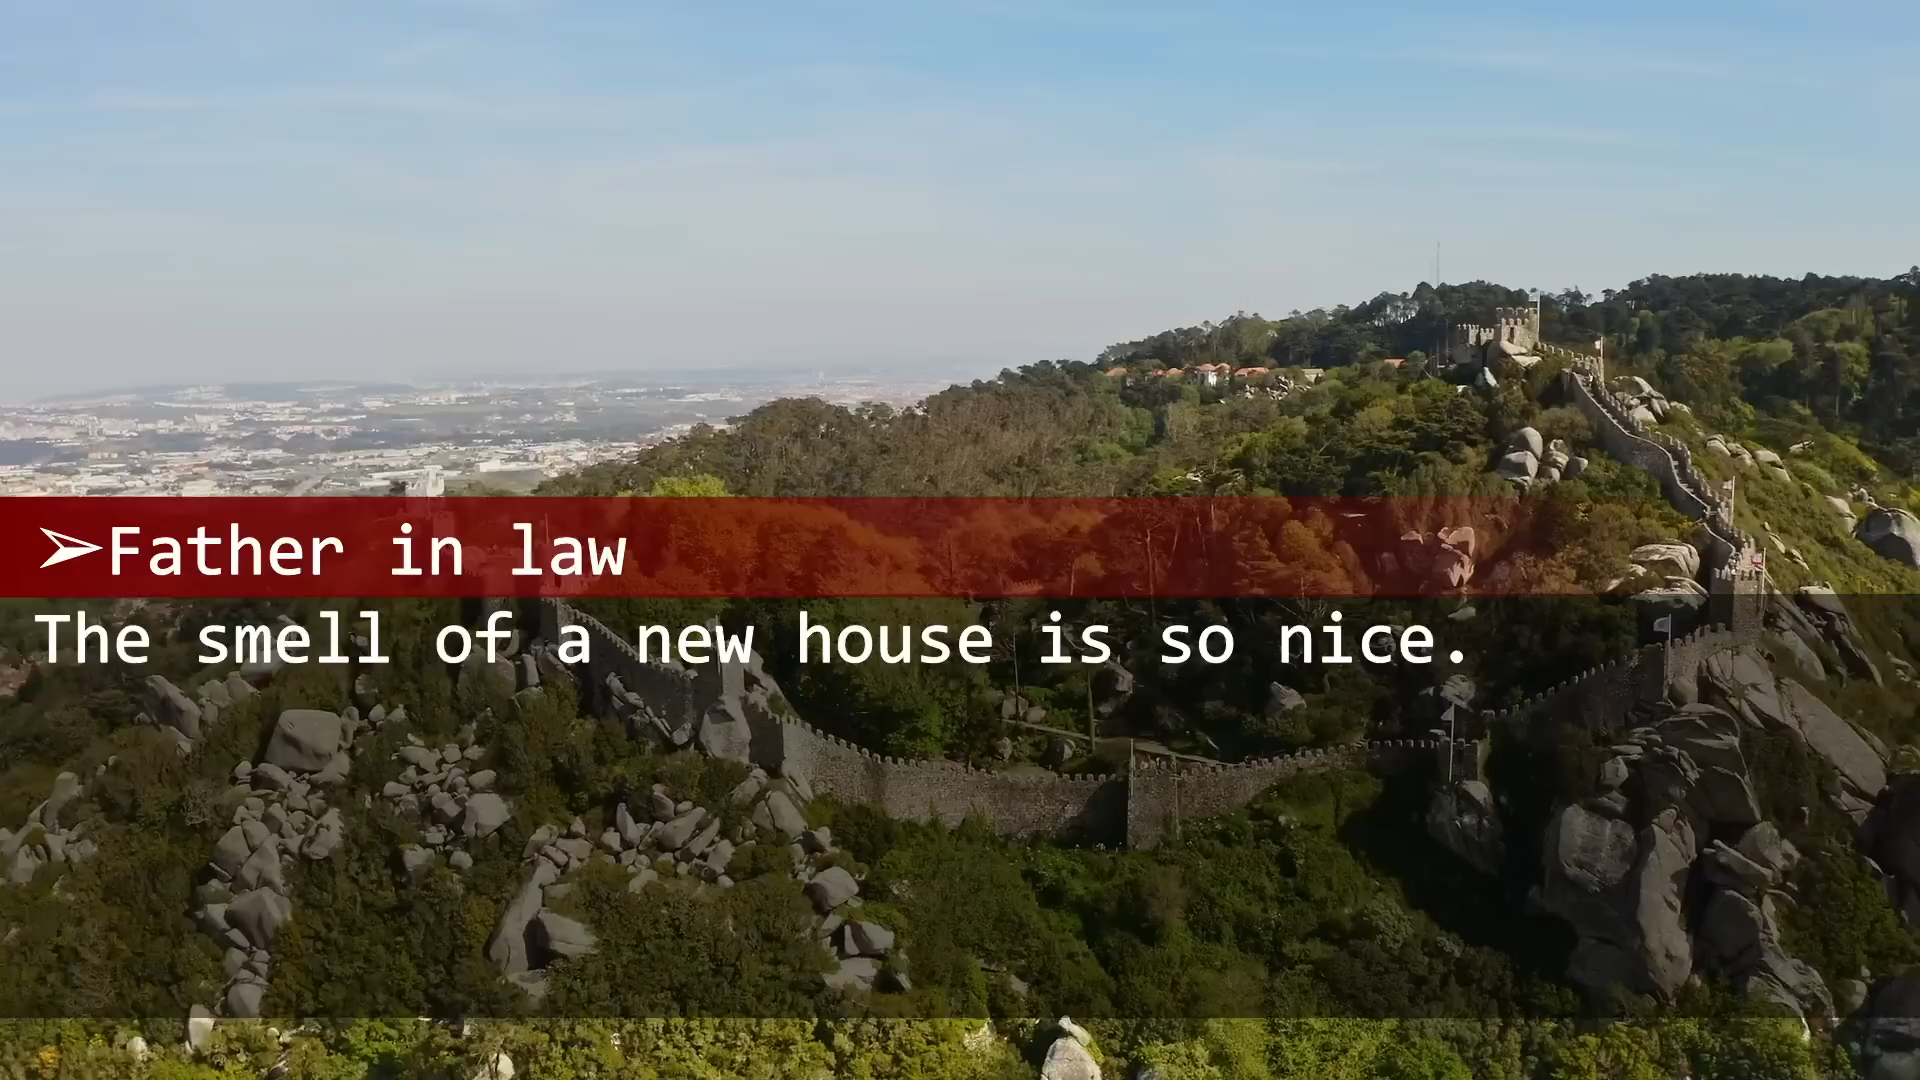 ➢Father in law
The smell of a new house is so nice.